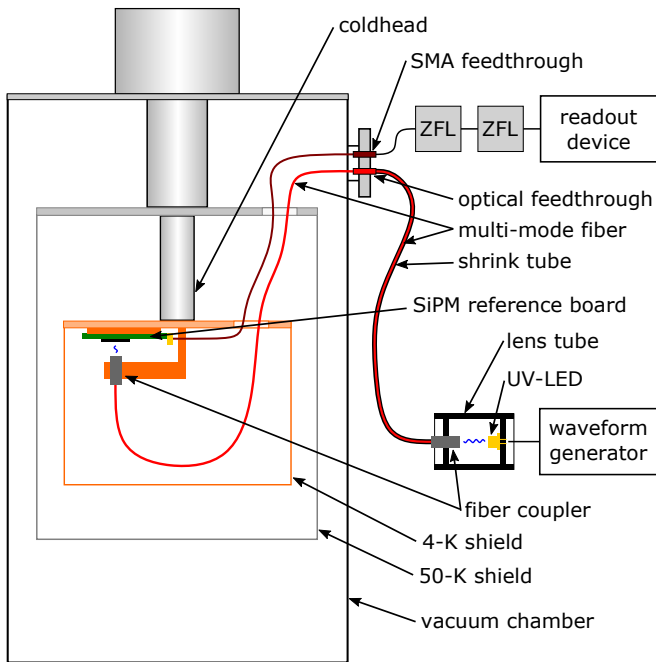 coldhead
SMA feedthrough
ZFL
ZFL
readout
device
optical feedthrough
multi-mode fiber
shrink tube
SiPM reference board
lens tube
UV-LED
waveform
generator
fiber coupler
4-K shield
50-K shield
vacuum chamber